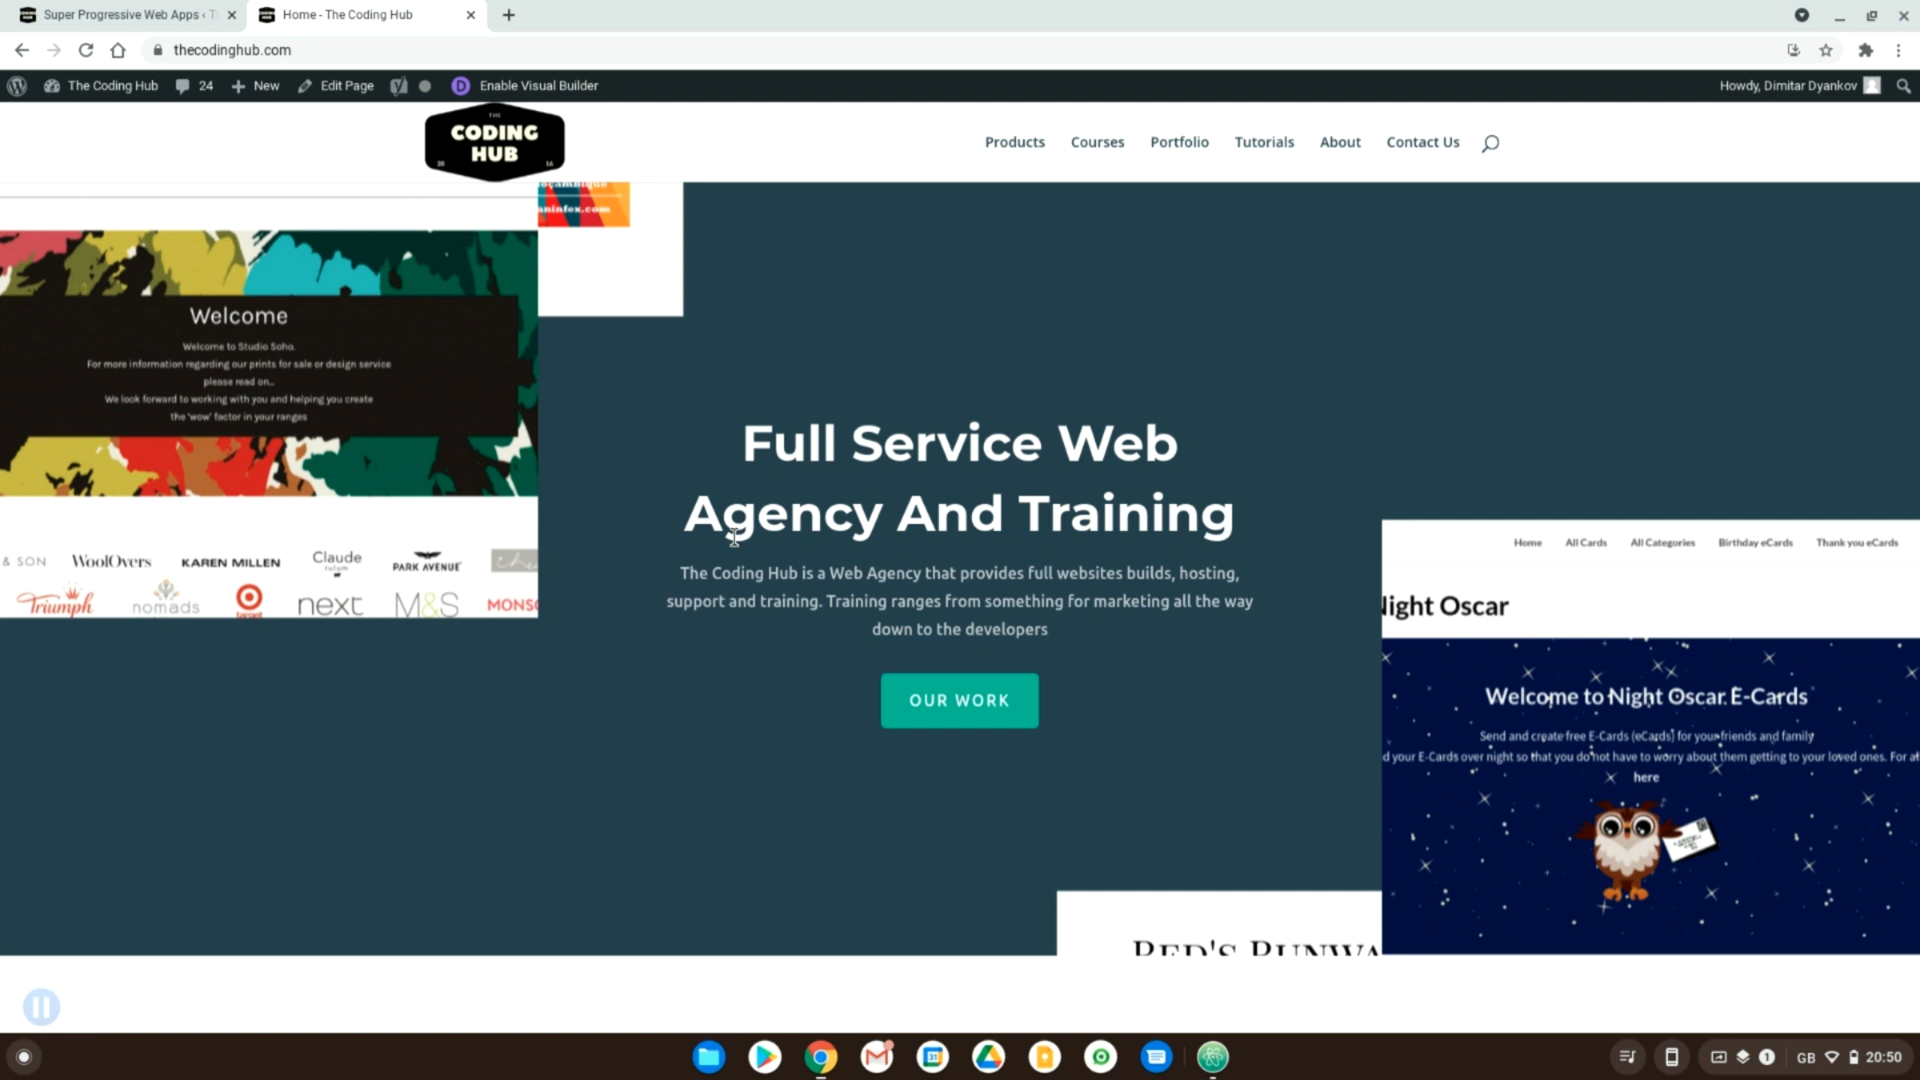 Super Progressive Web Apps ‹ T
Home - The Coding Hub
thecodinghub.com
The Coding Hub
24
New
Edit Page
Enable Visual Builder
Howdy, Dimitar Dyankov
THE
CODING
HUB
20
16
Products
Courses
Portfolio
Tutorials
About
Contact Us
aninfex.com
Welcome
Welcome to Studio Soho.
For more information regarding our prints for sale or design service
please read on...
We look forward to working with you and helping you create
the 'wow' factor in your ranges
& SON
WoolOvers
KAREN MILLEN
Claude
PARK AVENUE
Triumph
nomads
target
next
M&S
MONSO
Full Service Web
Agency And Training
The Coding Hub is a Web Agency that provides full websites builds, hosting,
support and training. Training ranges from something for marketing all the way
down to the developers
OUR WORK
Home
All Cards
All Categories
Birthday eCards
Thank you eCards
Night Oscar
Welcome to Night Oscar E-Cards
Send and create free E-Cards (eCards) for your friends and family
d your E-Cards over night so that you do not have to worry about them getting to your loved ones. For
here
RED'S RUNWA
31
1
GB
20:50